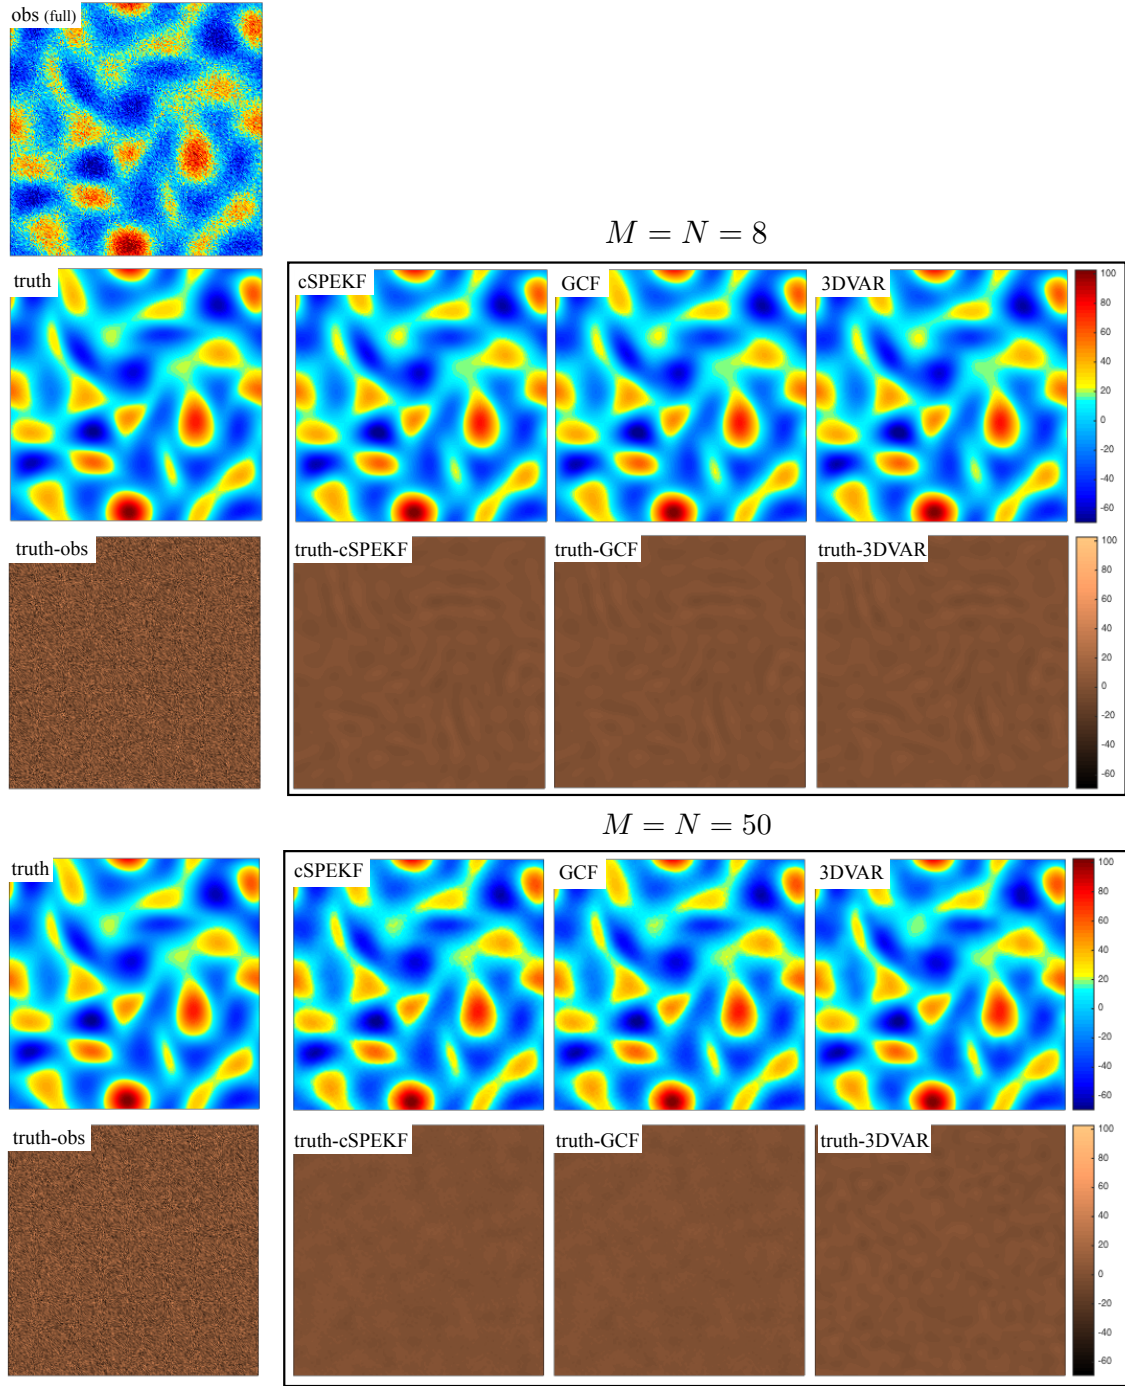 obs (full)
M = N = 8
truth
cSPEKF
GCF
3DVAR
100
80
60
40
20
0
-20
-40
-60
truth-obs
truth-cSPEKF
truth-GCF
truth-3DVAR
100
80
60
40
20
0
-20
-40
-60
M = N = 50
truth
cSPEKF
GCF
3DVAR
100
80
60
40
20
0
-20
-40
-60
truth-obs
truth-cSPEKF
truth-GCF
truth-3DVAR
100
80
60
40
20
0
-20
-40
-60